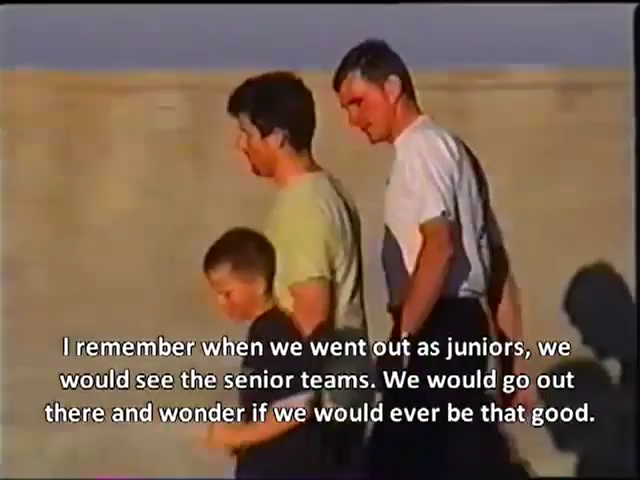 I remember when we went out as juniors, we
would see the senior teams. We would go out
there and wonder if we would ever be that good.